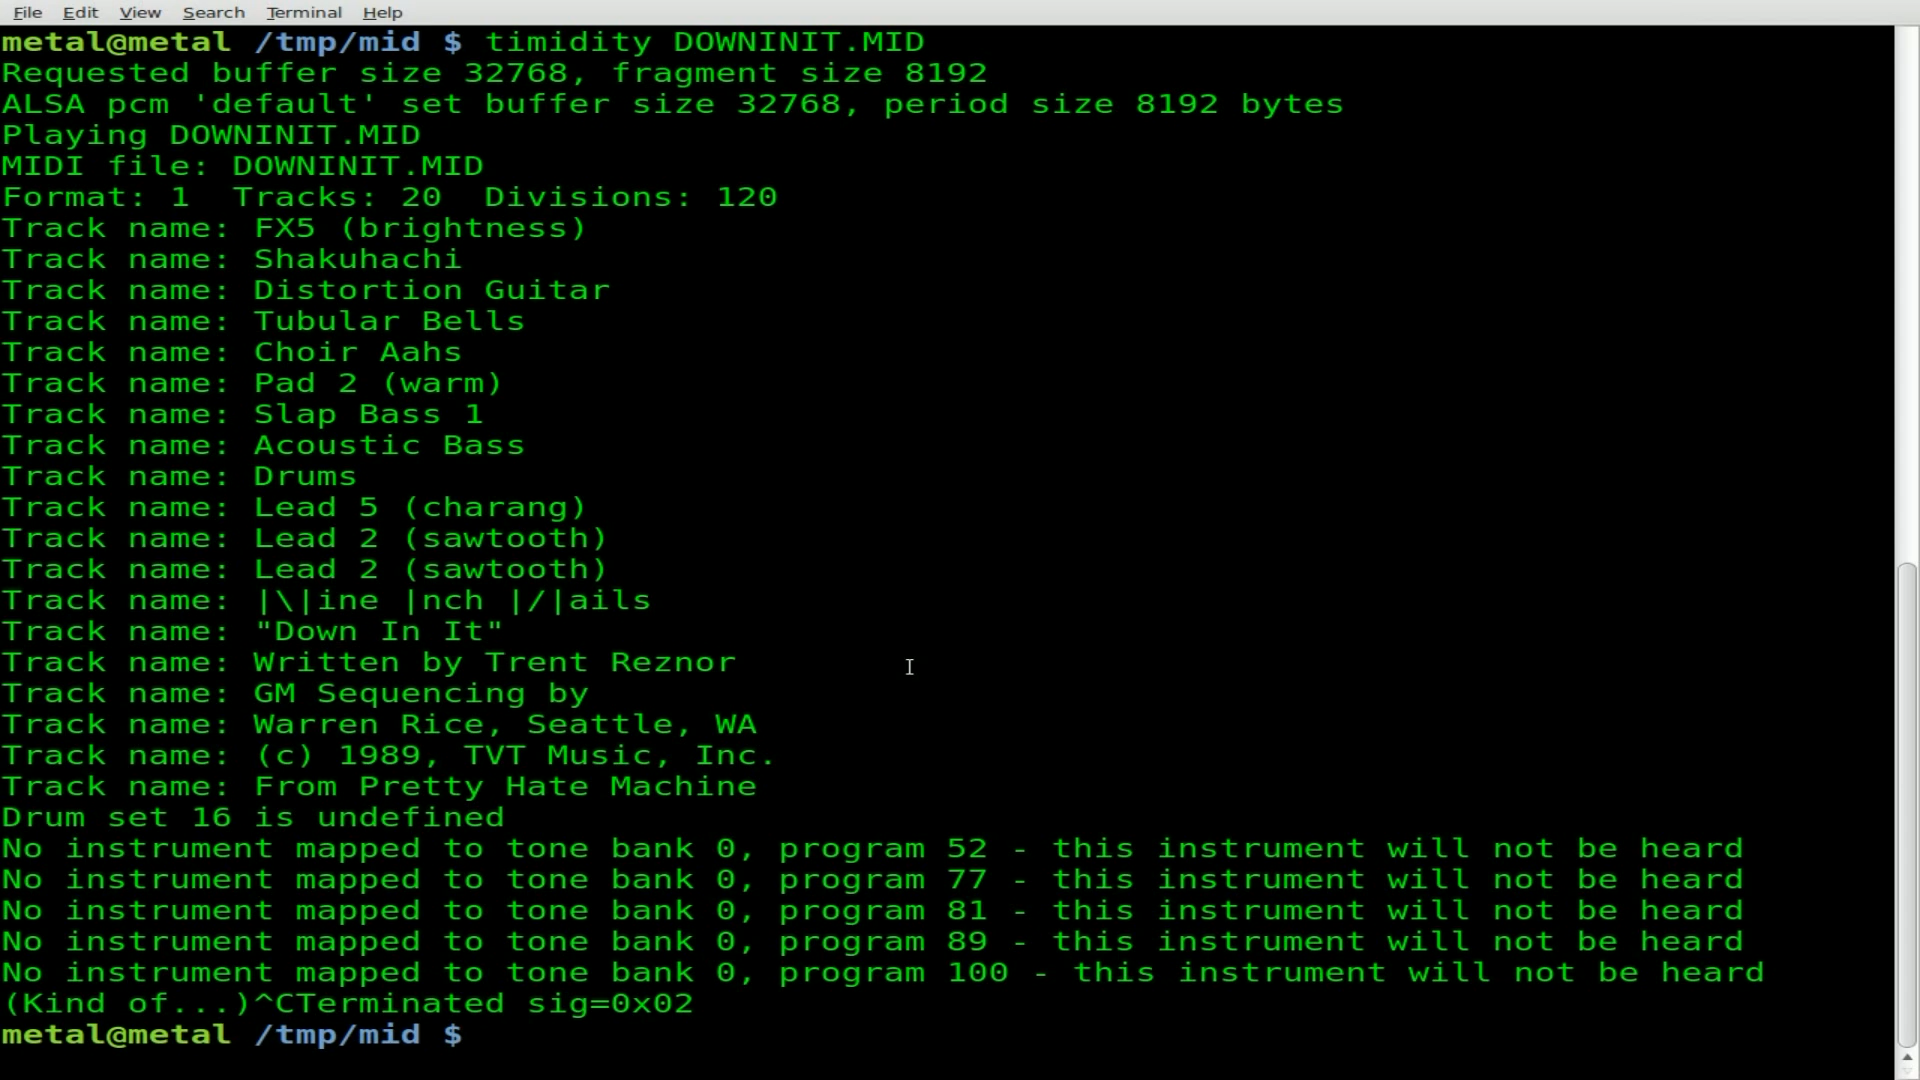 File Edit View Search Terminal Help
metal@metal /tmp/mid $ timidity DOWNINIT.MID
Requested buffer size 32768, fragment size 8192
ALSA pcm 'default' set buffer size 32768, period size 8192 bytes
Playing DOWNINIT.MID
MIDI file: DOWNINIT.MID
Format: 1  Tracks: 20  Divisions: 120
Track name: FX5 (brightness)
Track name: Shakuhachi
Track name: Distortion Guitar
Track name: Tubular Bells
Track name: Choir Aahs
Track name: Pad 2 (warm)
Track name: Slap Bass 1
Track name: Acoustic Bass
Track name: Drums
Track name: Lead 5 (charang)
Track name: Lead 2 (sawtooth)
Track name: Lead 2 (sawtooth)
Track name: |\|ine |nch |/|ails
Track name: "Down In It"
Track name: Written by Trent Reznor
Track name: GM Sequencing by
Track name: Warren Rice, Seattle, WA
Track name: (c) 1989, TVT Music, Inc.
Track name: From Pretty Hate Machine
Drum set 16 is undefined
No instrument mapped to tone bank 0, program 52 - this instrument will not be heard
No instrument mapped to tone bank 0, program 77 - this instrument will not be heard
No instrument mapped to tone bank 0, program 81 - this instrument will not be heard
No instrument mapped to tone bank 0, program 89 - this instrument will not be heard
No instrument mapped to tone bank 0, program 100 - this instrument will not be heard
(Kind of...)^CTerminated sig=0x02
metal@metal /tmp/mid $